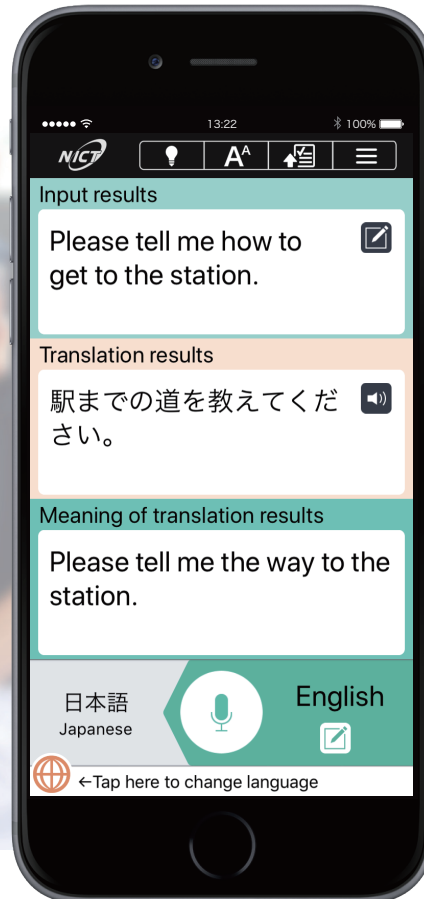 13:22
100%
NICT
AA
Input results
Please tell me how to
get to the station.
Translation results
駅までの道を教えてくだ
さい。
Meaning of translation results
Please tell me the way to the
station.
日本語
Japanese
English
←Tap here to change language